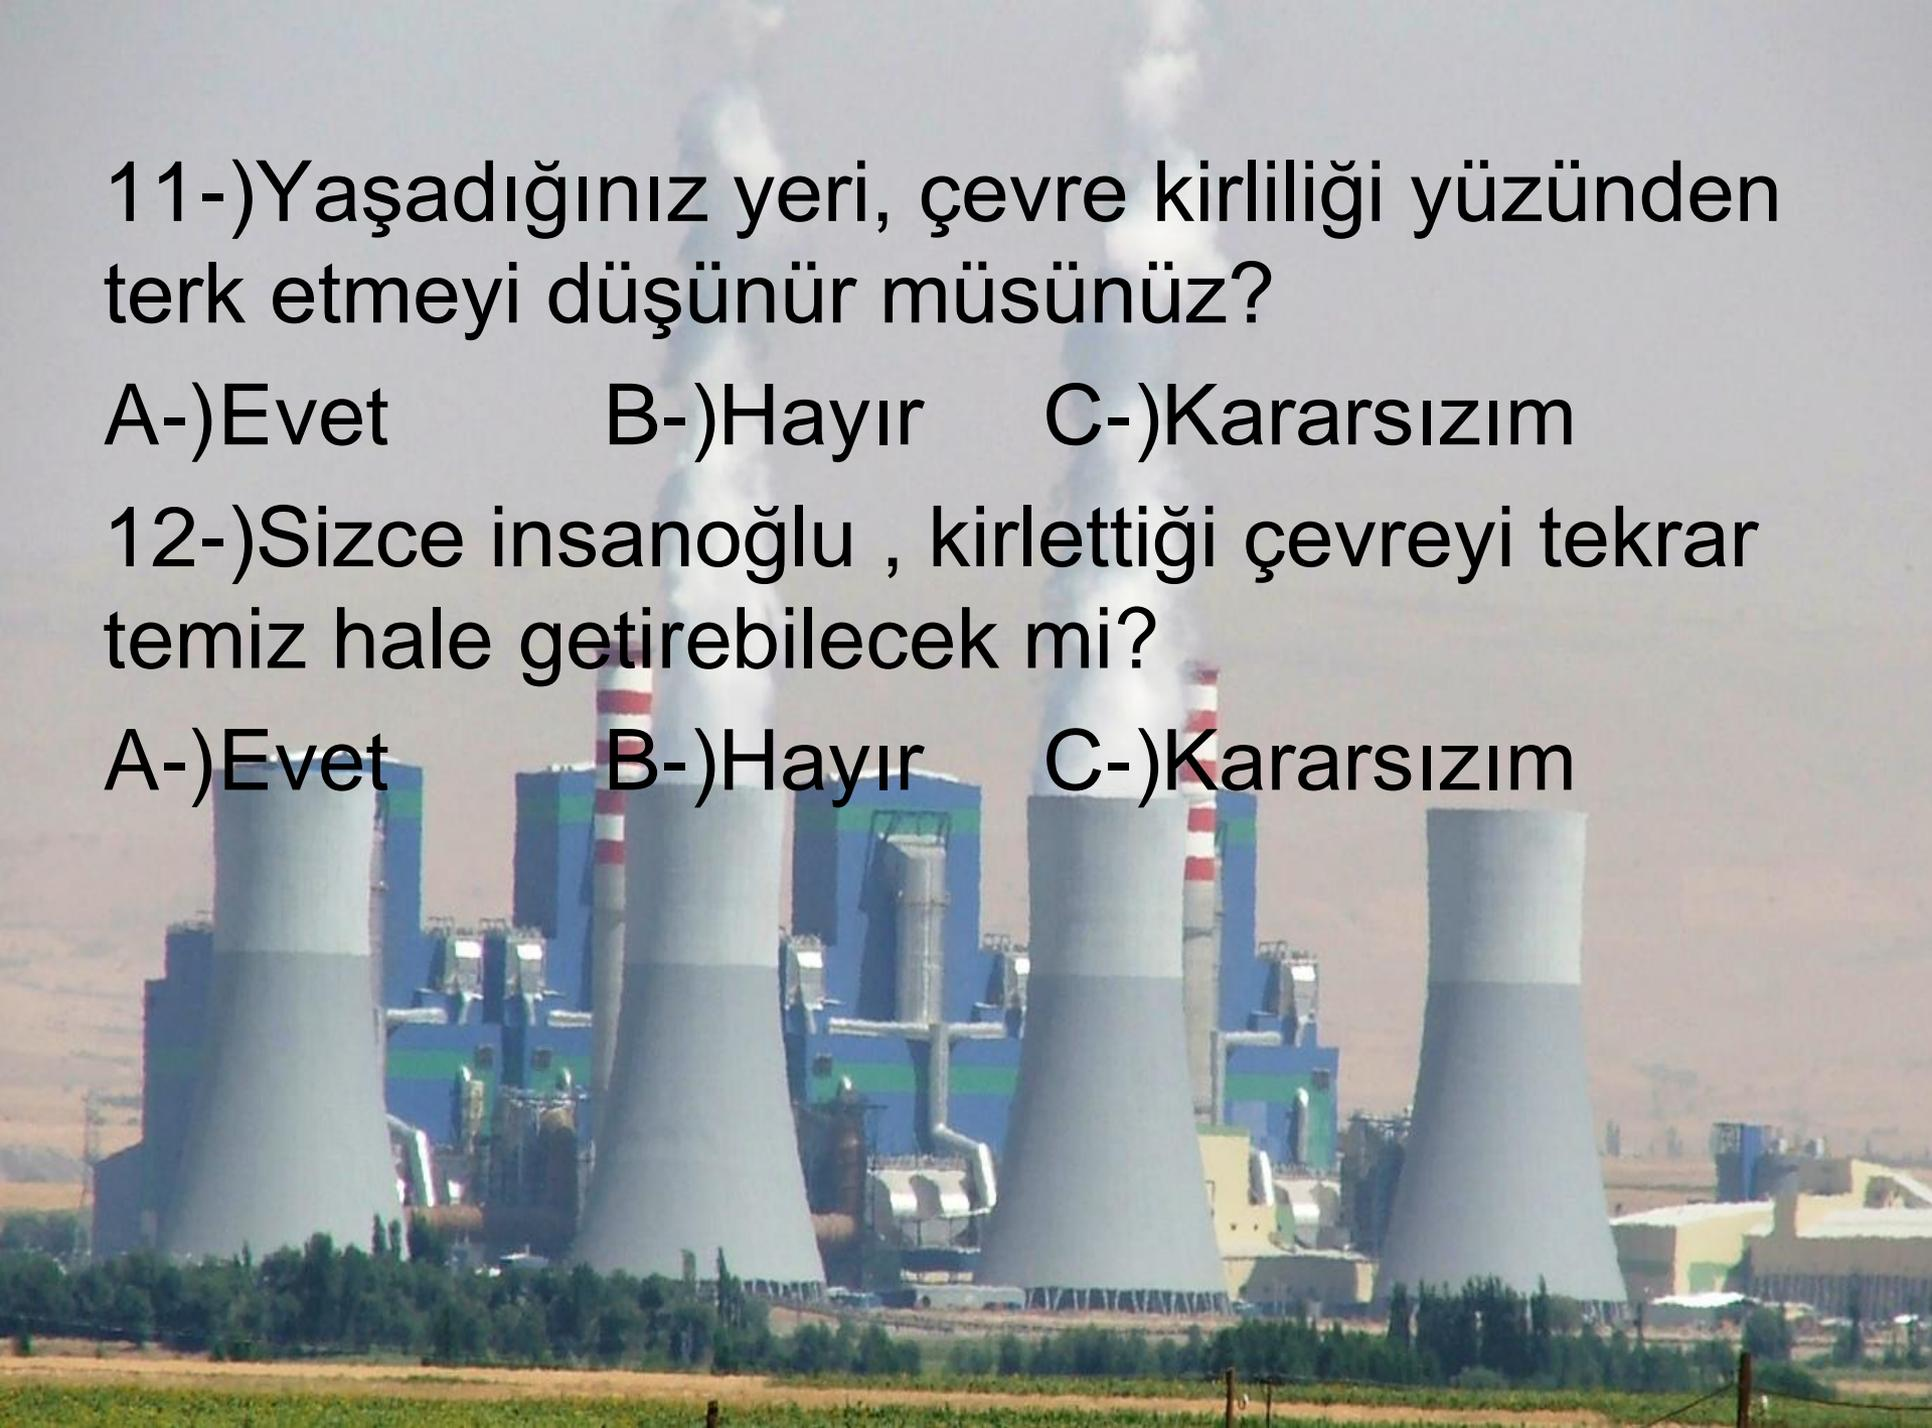 11-)Yaşadığınız yeri, çevre kirliliği yüzünden
terk etmeyi düşünür müsünüz?
A-)Evet B-)Hayır C-)Kararsızım
12-)Sizce insanoğlu , kirlettiği çevreyi tekrar
temiz hale getirebilecek mi?
A-)Evet B-)Hayır C-)Kararsızım